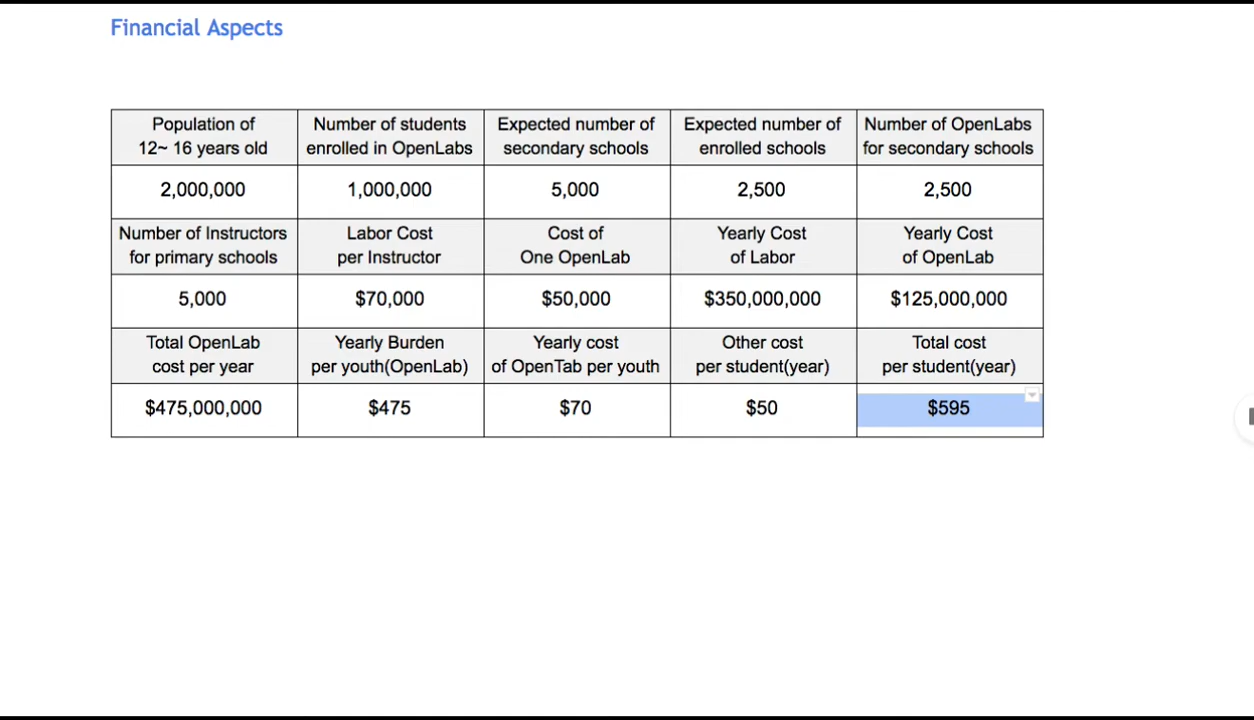 Financial Aspects
Population of Number of students Expected number of Expected number of Number of OpenLabs
12~ 16 years old enrolled in OpenLabs secondary schools enrolled schools for secondary schools
2,000,000 1,000,000 5,000 2,500 2,500
Number of Instructors Labor Cost Cost of Yearly Cost Yearly Cost
for primary schools per Instructor One OpenLab of Labor of OpenLab
5,000 $70,000 $50,000 $350,000,000 $125,000,000
Total OpenLab Yearly Burden Yearly cost Other cost Total cost
cost per year per youth(OpenLab) of OpenTab per youth per student(year) per student(year)
$475,000,000 $475 $70 $50 $595